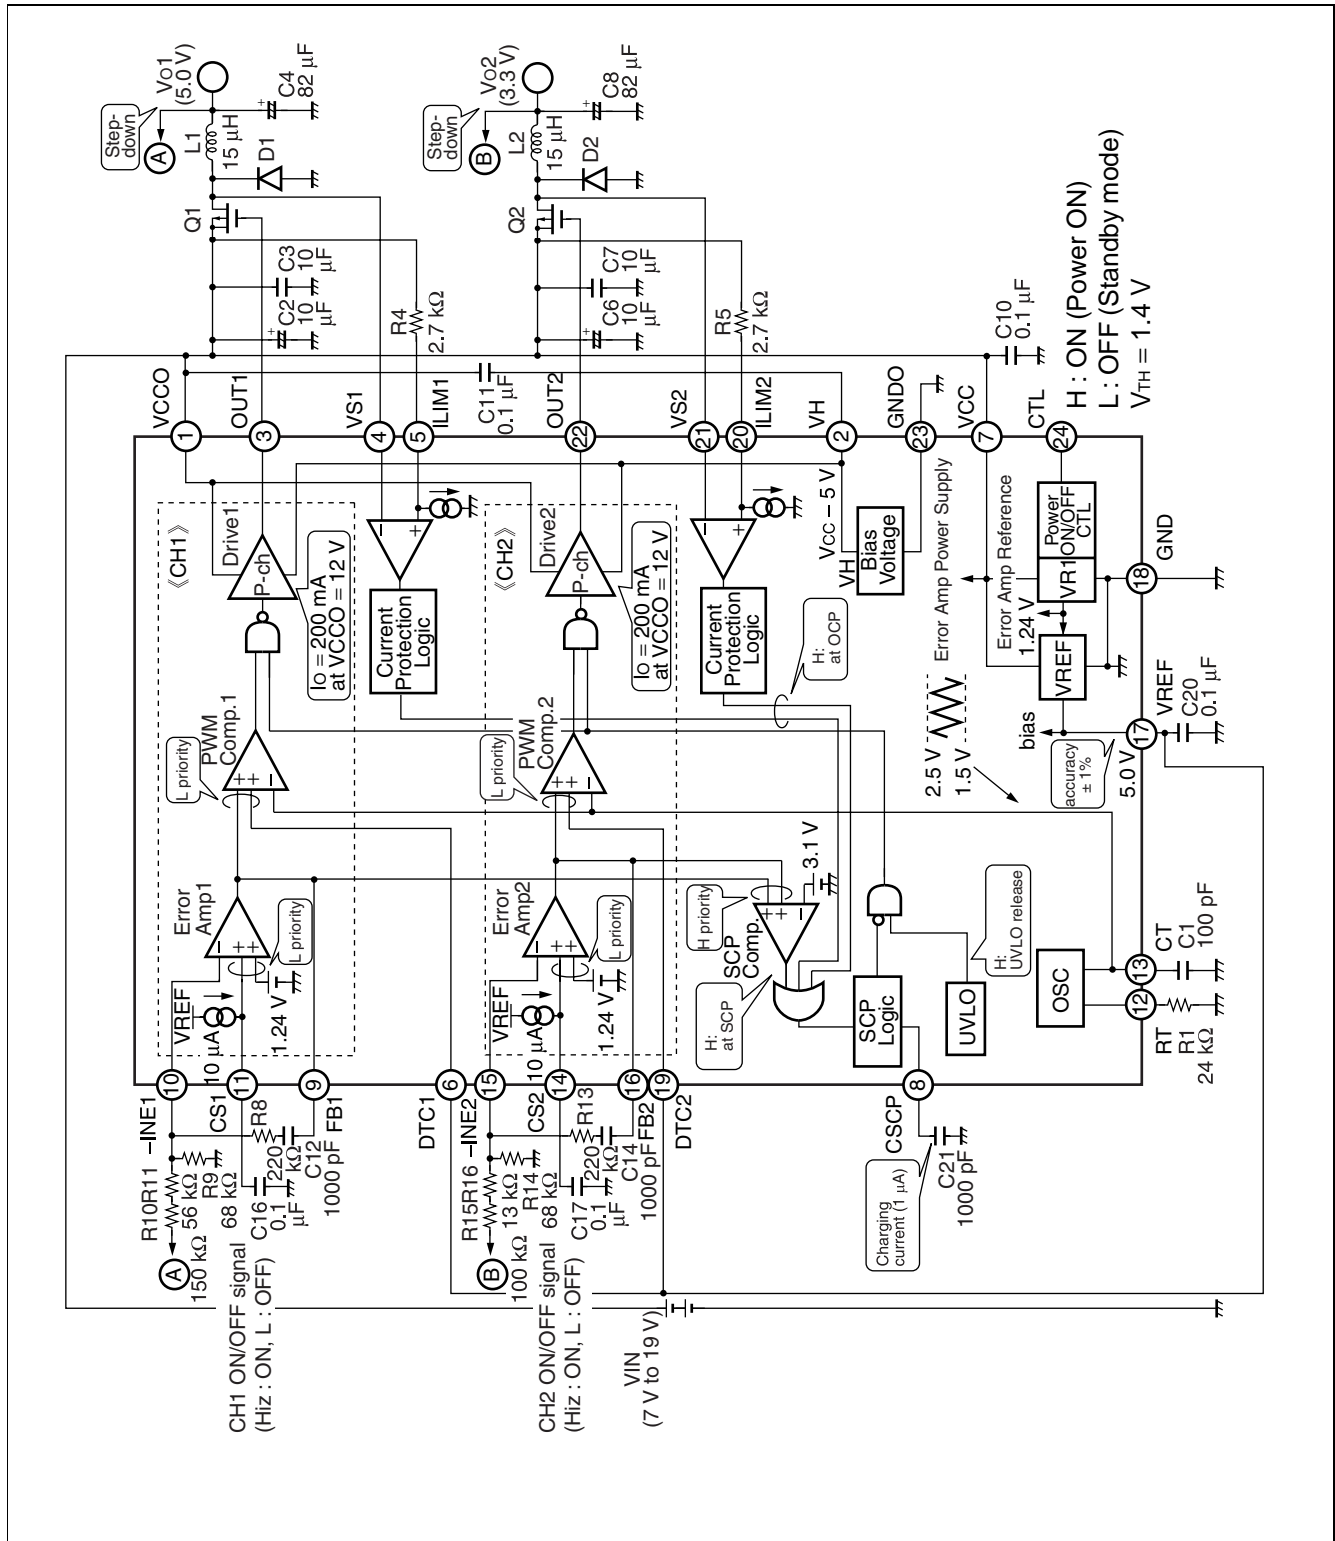 A
150 kΩ
R10
R11
56 kΩ
R9
68 kΩ
−INE1
10
CS1
11
R8
220 kΩ
C12
1000 pF
FB1
9
C16
0.1 µF
CH1 ON/OFF signal
(Hiz : ON, L : OFF)
VREF
10 µA
1.24 V
Error Amp1
L priority
《CH1》
L priority
PWM Comp.1
Drive1
P-ch
IO = 200 mA
at VCCO = 12 V
Current
Protection
Logic
VCCO
1
OUT1
3
VS1
4
ILIM1
5
R4
2.7 kΩ
C2
10 µF
C3
10 µF
Q1
D1
L1
15 µH
Step-
down
A
VO1
(5.0 V)
C4
82 µF
DTC1
6
B
100 kΩ
R15
R16
13 kΩ
R14
68 kΩ
−INE2
15
CS2
14
R13
220 kΩ
C14
1000 pF
FB2
16
DTC2
19
C17
0.1 µF
CH2 ON/OFF signal
(Hiz : ON, L : OFF)
VREF
10 µA
1.24 V
Error Amp2
L priority
《CH2》
L priority
PWM Comp.2
Drive2
P-ch
IO = 200 mA
at VCCO = 12 V
Current
Protection
Logic
C11
0.1 µF
OUT2
22
VS2
21
ILIM2
20
R5
2.7 kΩ
C6
10 µF
C7
10 µF
Q2
D2
L2
15 µH
Step-
down
B
VO2
(3.3 V)
C8
82 µF
VIN
(7 V to 19 V)
H priority
SCP
Comp.
3.1 V
H:
at SCP
H:
at OCP
VH
2
VCC − 5 V
VH
Bias
Voltage
GNDO
23
SCP
Logic
CSCP
8
Charging
current (1 µA)
C21
1000 pF
UVLO
H:
UVLO release
2.5 V
1.5 V
Error Amp Power Supply
Error Amp Reference
1.24 V
VCC
7
C10
0.1 µF
CTL
24
Power
ON/OFF
CTL
VR1
VREF
bias
H : ON (Power ON)
L : OFF (Standby mode)
VTH = 1.4 V
OSC
RT
12
R1
24 kΩ
CT
13
C1
100 pF
accuracy
± 1%
5.0 V
17
VREF
C20
0.1 µF
18
GND